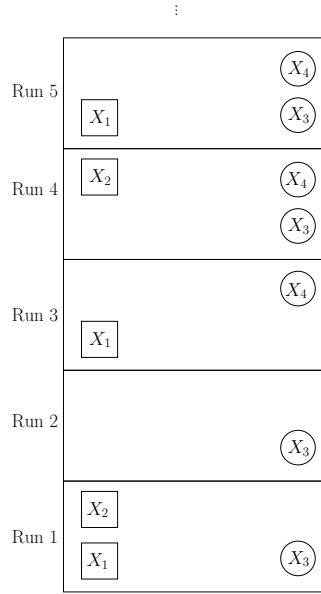 ⋮
X₄
Run 5
X₁ X₃
X₂ X₄
Run 4
X₃
X₄
Run 3
X₁
Run 2
X₃
X₂
Run 1
X₁ X₃